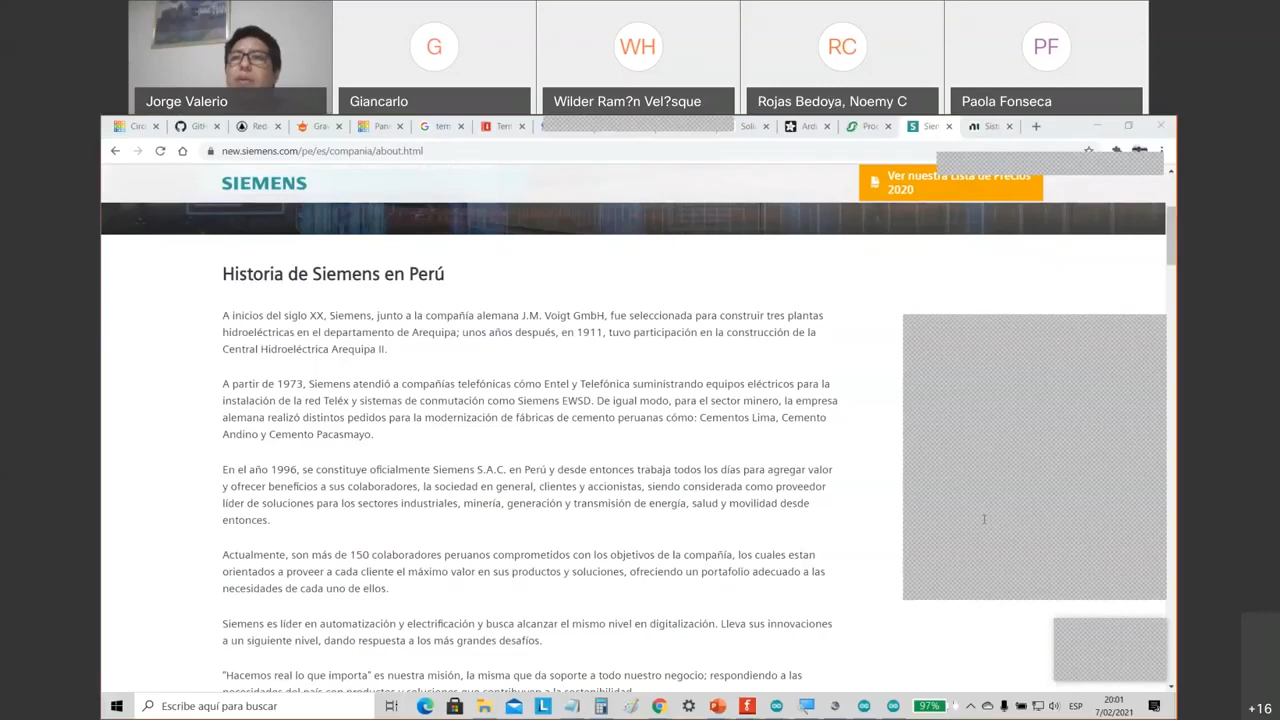 G
WH
RC
PF
Jorge Valerio
Giancarlo
Wilder Ram?n Vel?sque
Rojas Bedoya, Noemy C
Paola Fonseca
new.siemens.com/pe/es/compania/about.html
SIEMENS
Ver nuestra Lista de Precios
2020
Historia de Siemens en Perú
A inicios del siglo XX, Siemens, junto a la compañía alemana J.M. Voigt GmbH, fue seleccionada para construir tres plantas
hidroeléctricas en el departamento de Arequipa; unos años después, en 1911, tuvo participación en la construcción de la
Central Hidroeléctrica Arequipa II.
A partir de 1973, Siemens atendió a compañías telefónicas cómo Entel y Telefónica suministrando equipos eléctricos para la
instalación de la red Teléx y sistemas de conmutación como Siemens EWSD. De igual modo, para el sector minero, la empresa
alemana realizó distintos pedidos para la modernización de fábricas de cemento peruanas cómo: Cementos Lima, Cemento
Andino y Cemento Pacasmayo.
En el año 1996, se constituye oficialmente Siemens S.A.C. en Perú y desde entonces trabaja todos los días para agregar valor
y ofrecer beneficios a sus colaboradores, la sociedad en general, clientes y accionistas, siendo considerada como proveedor
líder de soluciones para los sectores industriales, minería, generación y transmisión de energía, salud y movilidad desde
entonces.
Actualmente, son más de 150 colaboradores peruanos comprometidos con los objetivos de la compañía, los cuales estan
orientados a proveer a cada cliente el máximo valor en sus productos y soluciones, ofreciendo un portafolio adecuado a las
necesidades de cada uno de ellos.
Siemens es líder en automatización y electrificación y busca alcanzar el mismo nivel en digitalización. Lleva sus innovaciones
a un siguiente nivel, dando respuesta a los más grandes desafíos.
"Hacemos real lo que importa" es nuestra misión, la misma que da soporte a todo nuestro negocio; respondiendo a las
necesidades del país con productos y soluciones que contribuyen a la sostenibilidad.
Escribe aquí para buscar
97%
ESP
20:01
7/02/2021
+16